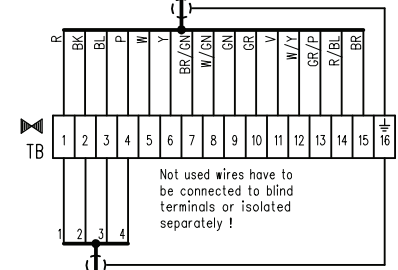 R BK BL P W Y BR/GN W/GN GN GR V W/Y GR/P R/BL BR
TB 1 2 3 4 5 6 7 8 9 10 11 12 13 14 15 16
Not used wires have to
be connected to blind
terminals or isolated
separately !
1 2 3 4